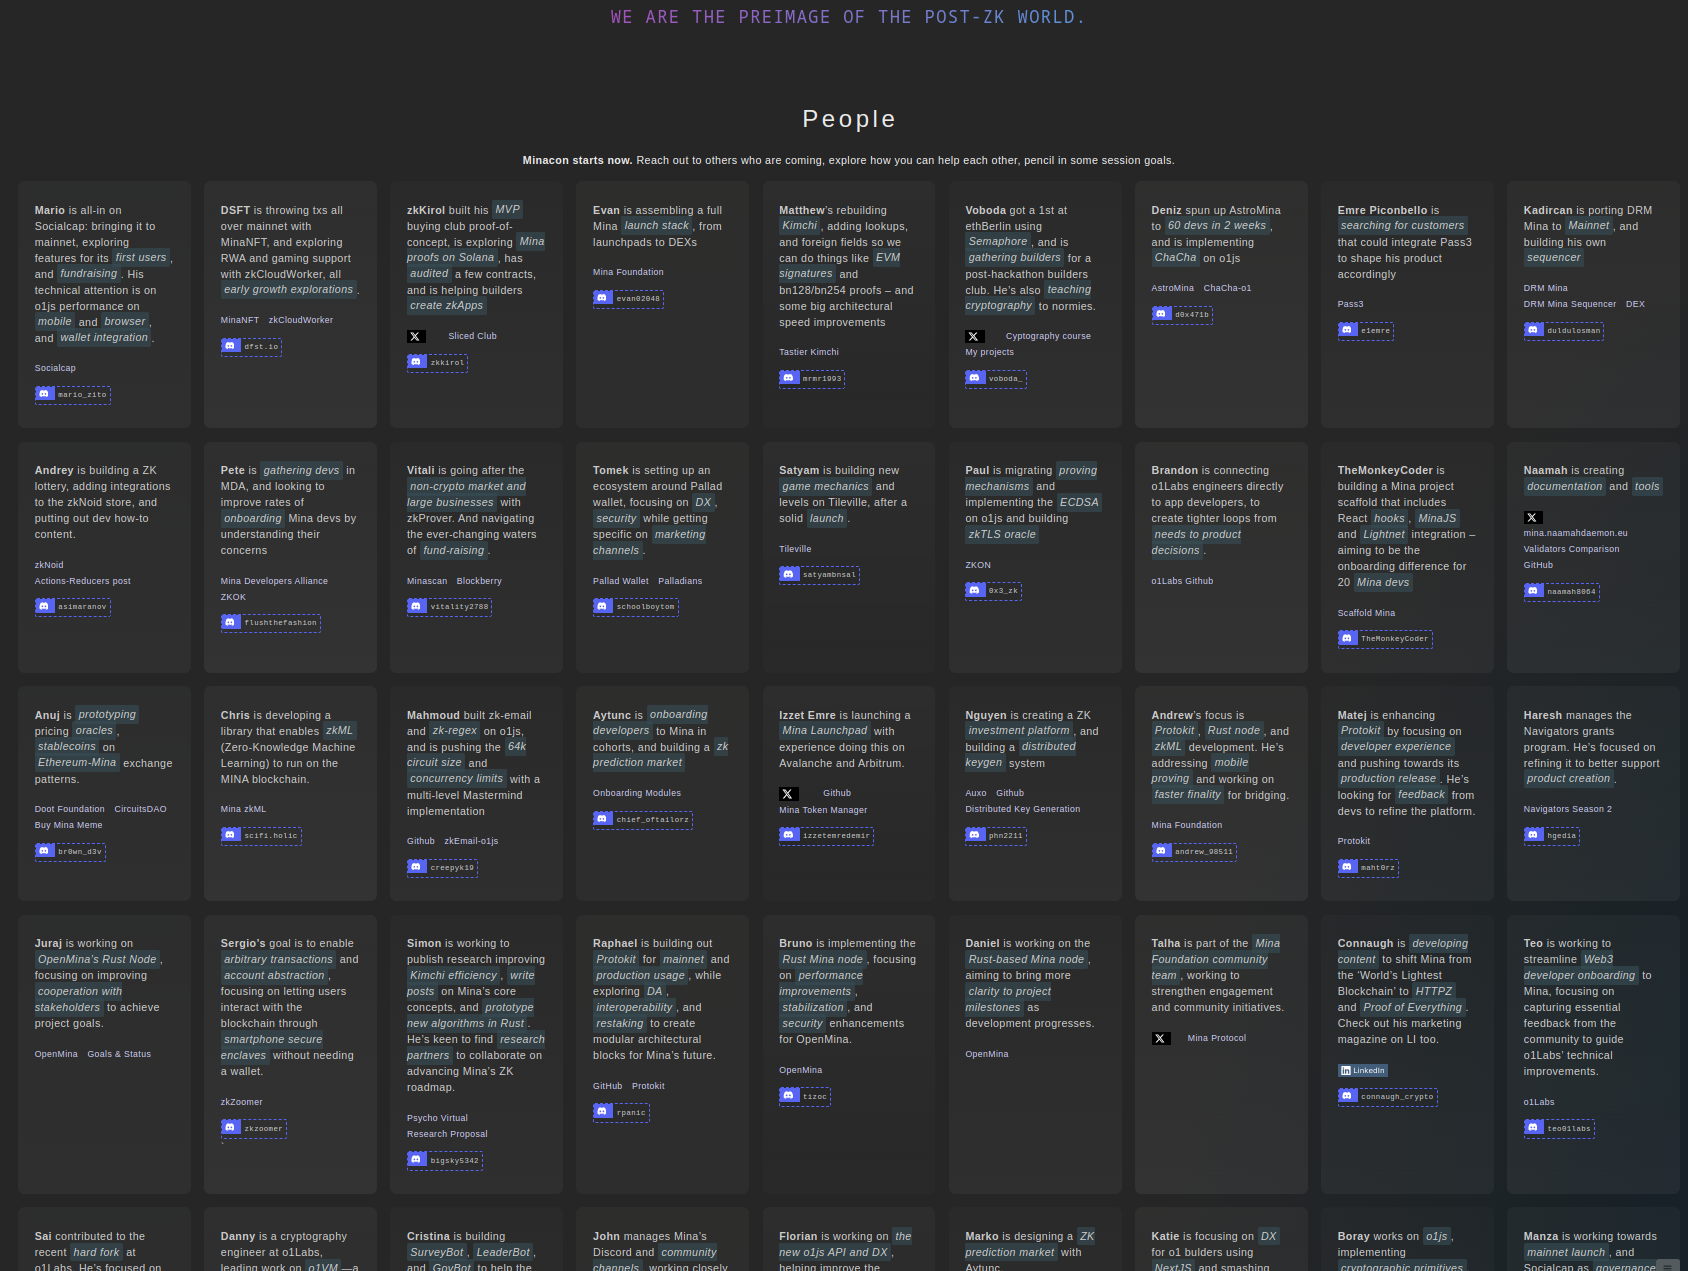 WE ARE THE PREIMAGE OF THE POST-ZK WORLD.
People
Minacon starts now. Reach out to others who are coming, explore how you can help each other, pencil in some session goals.
Mario is all-in on
Socialcap: bringing it to
mainnet, exploring
features for its first users,
and fundraising. His
technical attention is on
o1js performance on
mobile and browser,
and wallet integration.
Socialcap
mario_zito
DSFT is throwing txs all
over mainnet with
MinaNFT, and exploring
RWA and gaming support
with zkCloudWorker, all
early growth explorations.
MinaNFT zkCloudWorker
dfst.io
zkKirol built his MVP
buying club proof-of-
concept, is exploring Mina
proofs on Solana, has
audited a few contracts,
and is helping builders
create zkApps
Sliced Club
zkkirol
Evan is assembling a full
Mina launch stack, from
launchpads to DEXs
Mina Foundation
evan02048
Matthew's rebuilding
Kimchi, adding lookups,
and foreign fields so we
can do things like EVM
signatures and
bn128/bn254 proofs – and
some big architectural
speed improvements
Tastier Kimchi
mrmr1993
Voboda got a 1st at
ethBerlin using
Semaphore, and is
gathering builders for a
post-hackathon builders
club. He's also teaching
cryptography to normies.
Cyptography course
My projects
voboda_
Deniz spun up AstroMina
to 60 devs in 2 weeks,
and is implementing
ChaCha on o1js
AstroMina ChaCha-o1
d0x471b
Emre Piconbello is
searching for customers
that could integrate Pass3
to shape his product
accordingly
Pass3
e1emre
Kadircan is porting DRM
Mina to Mainnet, and
building his own
sequencer
DRM Mina
DRM Mina Sequencer DEX
duldulosman
Andrey is building a ZK
lottery, adding integrations
to the zkNoid store, and
putting out dev how-to
content.
zkNoid
Actions-Reducers post
asimaranov
Pete is gathering devs in
MDA, and looking to
improve rates of
onboarding Mina devs by
understanding their
concerns
Mina Developers Alliance
ZKOK
flushthefashion
Vitali is going after the
non-crypto market and
large businesses with
zkProver. And navigating
the ever-changing waters
of fund-raising.
Minascan Blockberry
vitality2788
Tomek is setting up an
ecosystem around Pallad
wallet, focusing on DX,
security while getting
specific on marketing
channels.
Pallad Wallet Palladians
schoolboytom
Satyam is building new
game mechanics and
levels on Tileville, after a
solid launch.
Tileville
satyambnsal
Paul is migrating proving
mechanisms and
implementing the ECDSA
on o1js and building
zkTLS oracle
ZKON
0x3_zk
Brandon is connecting
o1Labs engineers directly
to app developers, to
create tighter loops from
needs to product
decisions.
o1Labs Github
TheMonkeyCoder is
building a Mina project
scaffold that includes
React hooks, MinaJS
and Lightnet integration –
aiming to be the
onboarding difference for
20 Mina devs
Scaffold Mina
TheMonkeyCoder
Naamah is creating
documentation and tools
mina.naamahdaemon.eu
Validators Comparison
GitHub
naamah8064
Anuj is prototyping
pricing oracles,
stablecoins on
Ethereum-Mina exchange
patterns.
Doot Foundation CircuitsDAO
Buy Mina Meme
br0wn_d3v
Chris is developing a
library that enables zkML
(Zero-Knowledge Machine
Learning) to run on the
MINA blockchain.
Mina zkML
scifi.holic
Mahmoud built zk-email
and zk-regex on o1js,
and is pushing the 64k
circuit size and
concurrency limits with a
multi-level Mastermind
implementation
Github zkEmail-o1js
creepyk19
Aytunc is onboarding
developers to Mina in
cohorts, and building a zk
prediction market
Onboarding Modules
chief_oftailorz
Izzet Emre is launching a
Mina Launchpad with
experience doing this on
Avalanche and Arbitrum.
Github
Mina Token Manager
izzetemredemir
Nguyen is creating a ZK
investment platform, and
building a distributed
keygen system
Auxo Github
Distributed Key Generation
phn2211
Andrew's focus is
Protokit, Rust node, and
zkML development. He's
addressing mobile
proving and working on
faster finality for bridging.
Mina Foundation
andrew_98511
Matej is enhancing
Protokit by focusing on
developer experience
and pushing towards its
production release. He's
looking for feedback from
devs to refine the platform.
Protokit
maht0rz
Haresh manages the
Navigators grants
program. He's focused on
refining it to better support
product creation.
Navigators Season 2
hgedia
Juraj is working on
OpenMina's Rust Node,
focusing on improving
cooperation with
stakeholders to achieve
project goals.
OpenMina Goals & Status
Sergio's goal is to enable
arbitrary transactions and
account abstraction,
focusing on letting users
interact with the
blockchain through
smartphone secure
enclaves without needing
a wallet.
zkZoomer
zkzoomer
Simon is working to
publish research improving
Kimchi efficiency, write
posts on Mina's core
concepts, and prototype
new algorithms in Rust.
He's keen to find research
partners to collaborate on
advancing Mina's ZK
roadmap.
Psycho Virtual
Research Proposal
bigsky5342
Raphael is building out
Protokit for mainnet and
production usage, while
exploring DA,
interoperability, and
restaking to create
modular architectural
blocks for Mina's future.
GitHub Protokit
rpanic
Bruno is implementing the
Rust Mina node, focusing
on performance
improvements,
stabilization, and
security enhancements
for OpenMina.
OpenMina
tizoc
Daniel is working on the
Rust-based Mina node,
aiming to bring more
clarity to project
milestones as
development progresses.
OpenMina
Talha is part of the Mina
Foundation community
team, working to
strengthen engagement
and community initiatives.
Mina Protocol
Connaugh is developing
content to shift Mina from
the 'World's Lightest
Blockchain' to HTTPZ
and Proof of Everything.
Check out his marketing
magazine on LI too.
LinkedIn
connaugh_crypto
Teo is working to
streamline Web3
developer onboarding to
Mina, focusing on
capturing essential
feedback from the
community to guide
o1Labs' technical
improvements.
o1Labs
teo01labs
Sai contributed to the
recent hard fork at
o1Labs. He's focused on
Danny is a cryptography
engineer at o1Labs,
leading work on o1VM—a
Cristina is building
SurveyBot, LeaderBot,
and GovBot to help the
John manages Mina's
Discord and community
channels, working closely
Florian is working on the
new o1js API and DX,
helping improve the
Marko is designing a ZK
prediction market with
Aytunc.
Katie is focusing on DX
for o1 bulders using
NextJS and smashing
Boray works on o1js,
implementing
cryptographic primitives
Manza is working towards
mainnet launch, and
Socialcap as governance